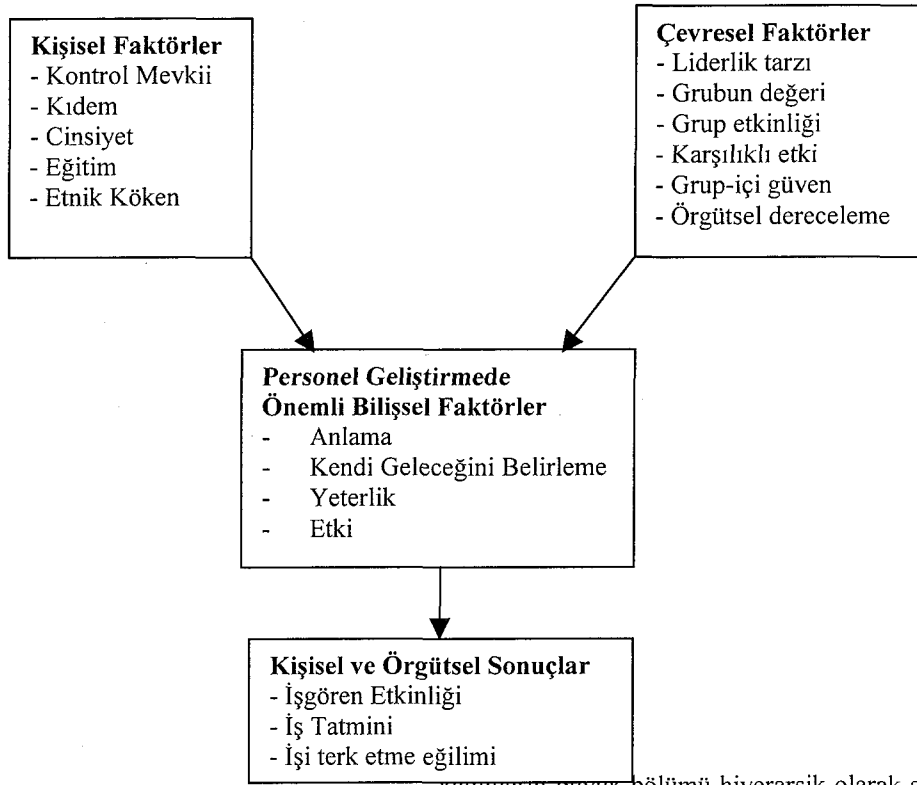 Kişisel Faktörler
- Kontrol Mevkii
- Kıdem
- Cinsiyet
- Eğitim
- Etnik Köken
Çevresel Faktörler
- Liderlik tarzı
- Grubun değeri
- Grup etkinliği
- Karşılıklı etki
- Grup-içi güven
- Örgütsel dereceleme
Personel Geliştirmede
Önemli Bilişsel Faktörler
- Anlama
- Kendi Geleceğini Belirleme
- Yeterlik
- Etki
Kişisel ve Örgütsel Sonuçlar
- İşgören Etkinliği
- İş Tatmini
- İşi terk etme eğilimi
bölümü hiyerarşik olarak